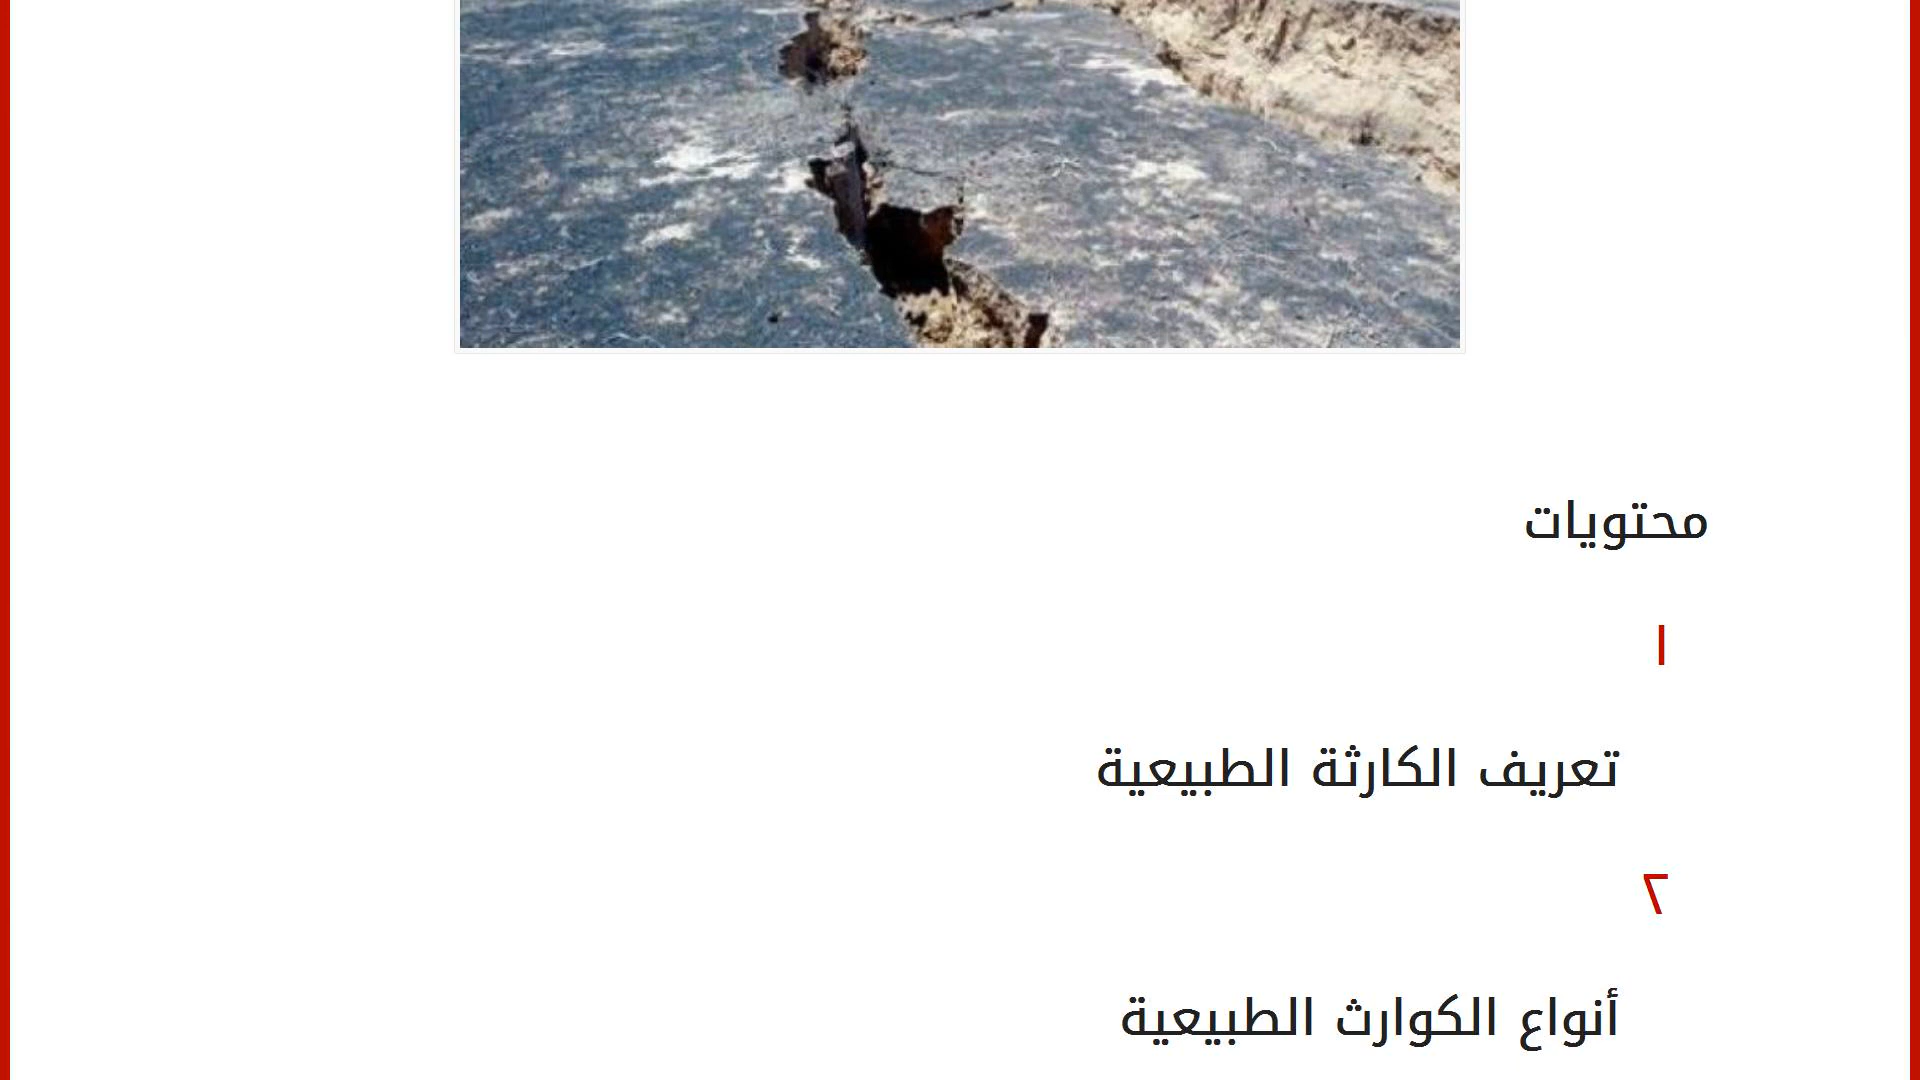 محتويات
١
تعريف الكارثة الطبيعية
٢
أنواع الكوارث الطبيعية